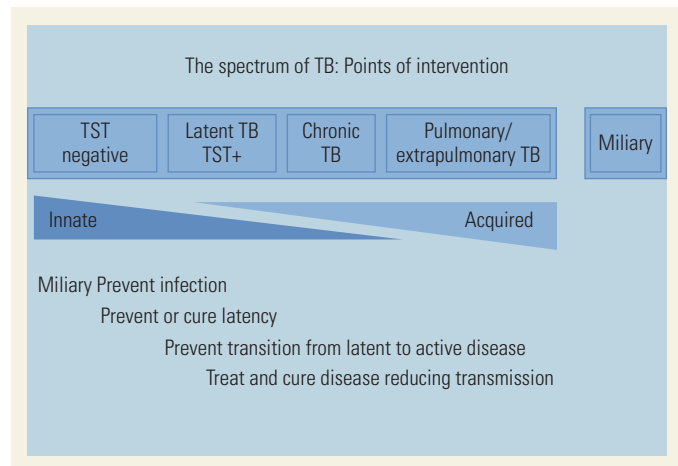 The spectrum of TB: Points of intervention
TST
negative
Latent TB
TST+
Chronic
TB
Pulmonary/
extrapulmonary TB
Miliary
Innate
Acquired
Miliary Prevent infection
Prevent or cure latency
Prevent transition from latent to active disease
Treat and cure disease reducing transmission